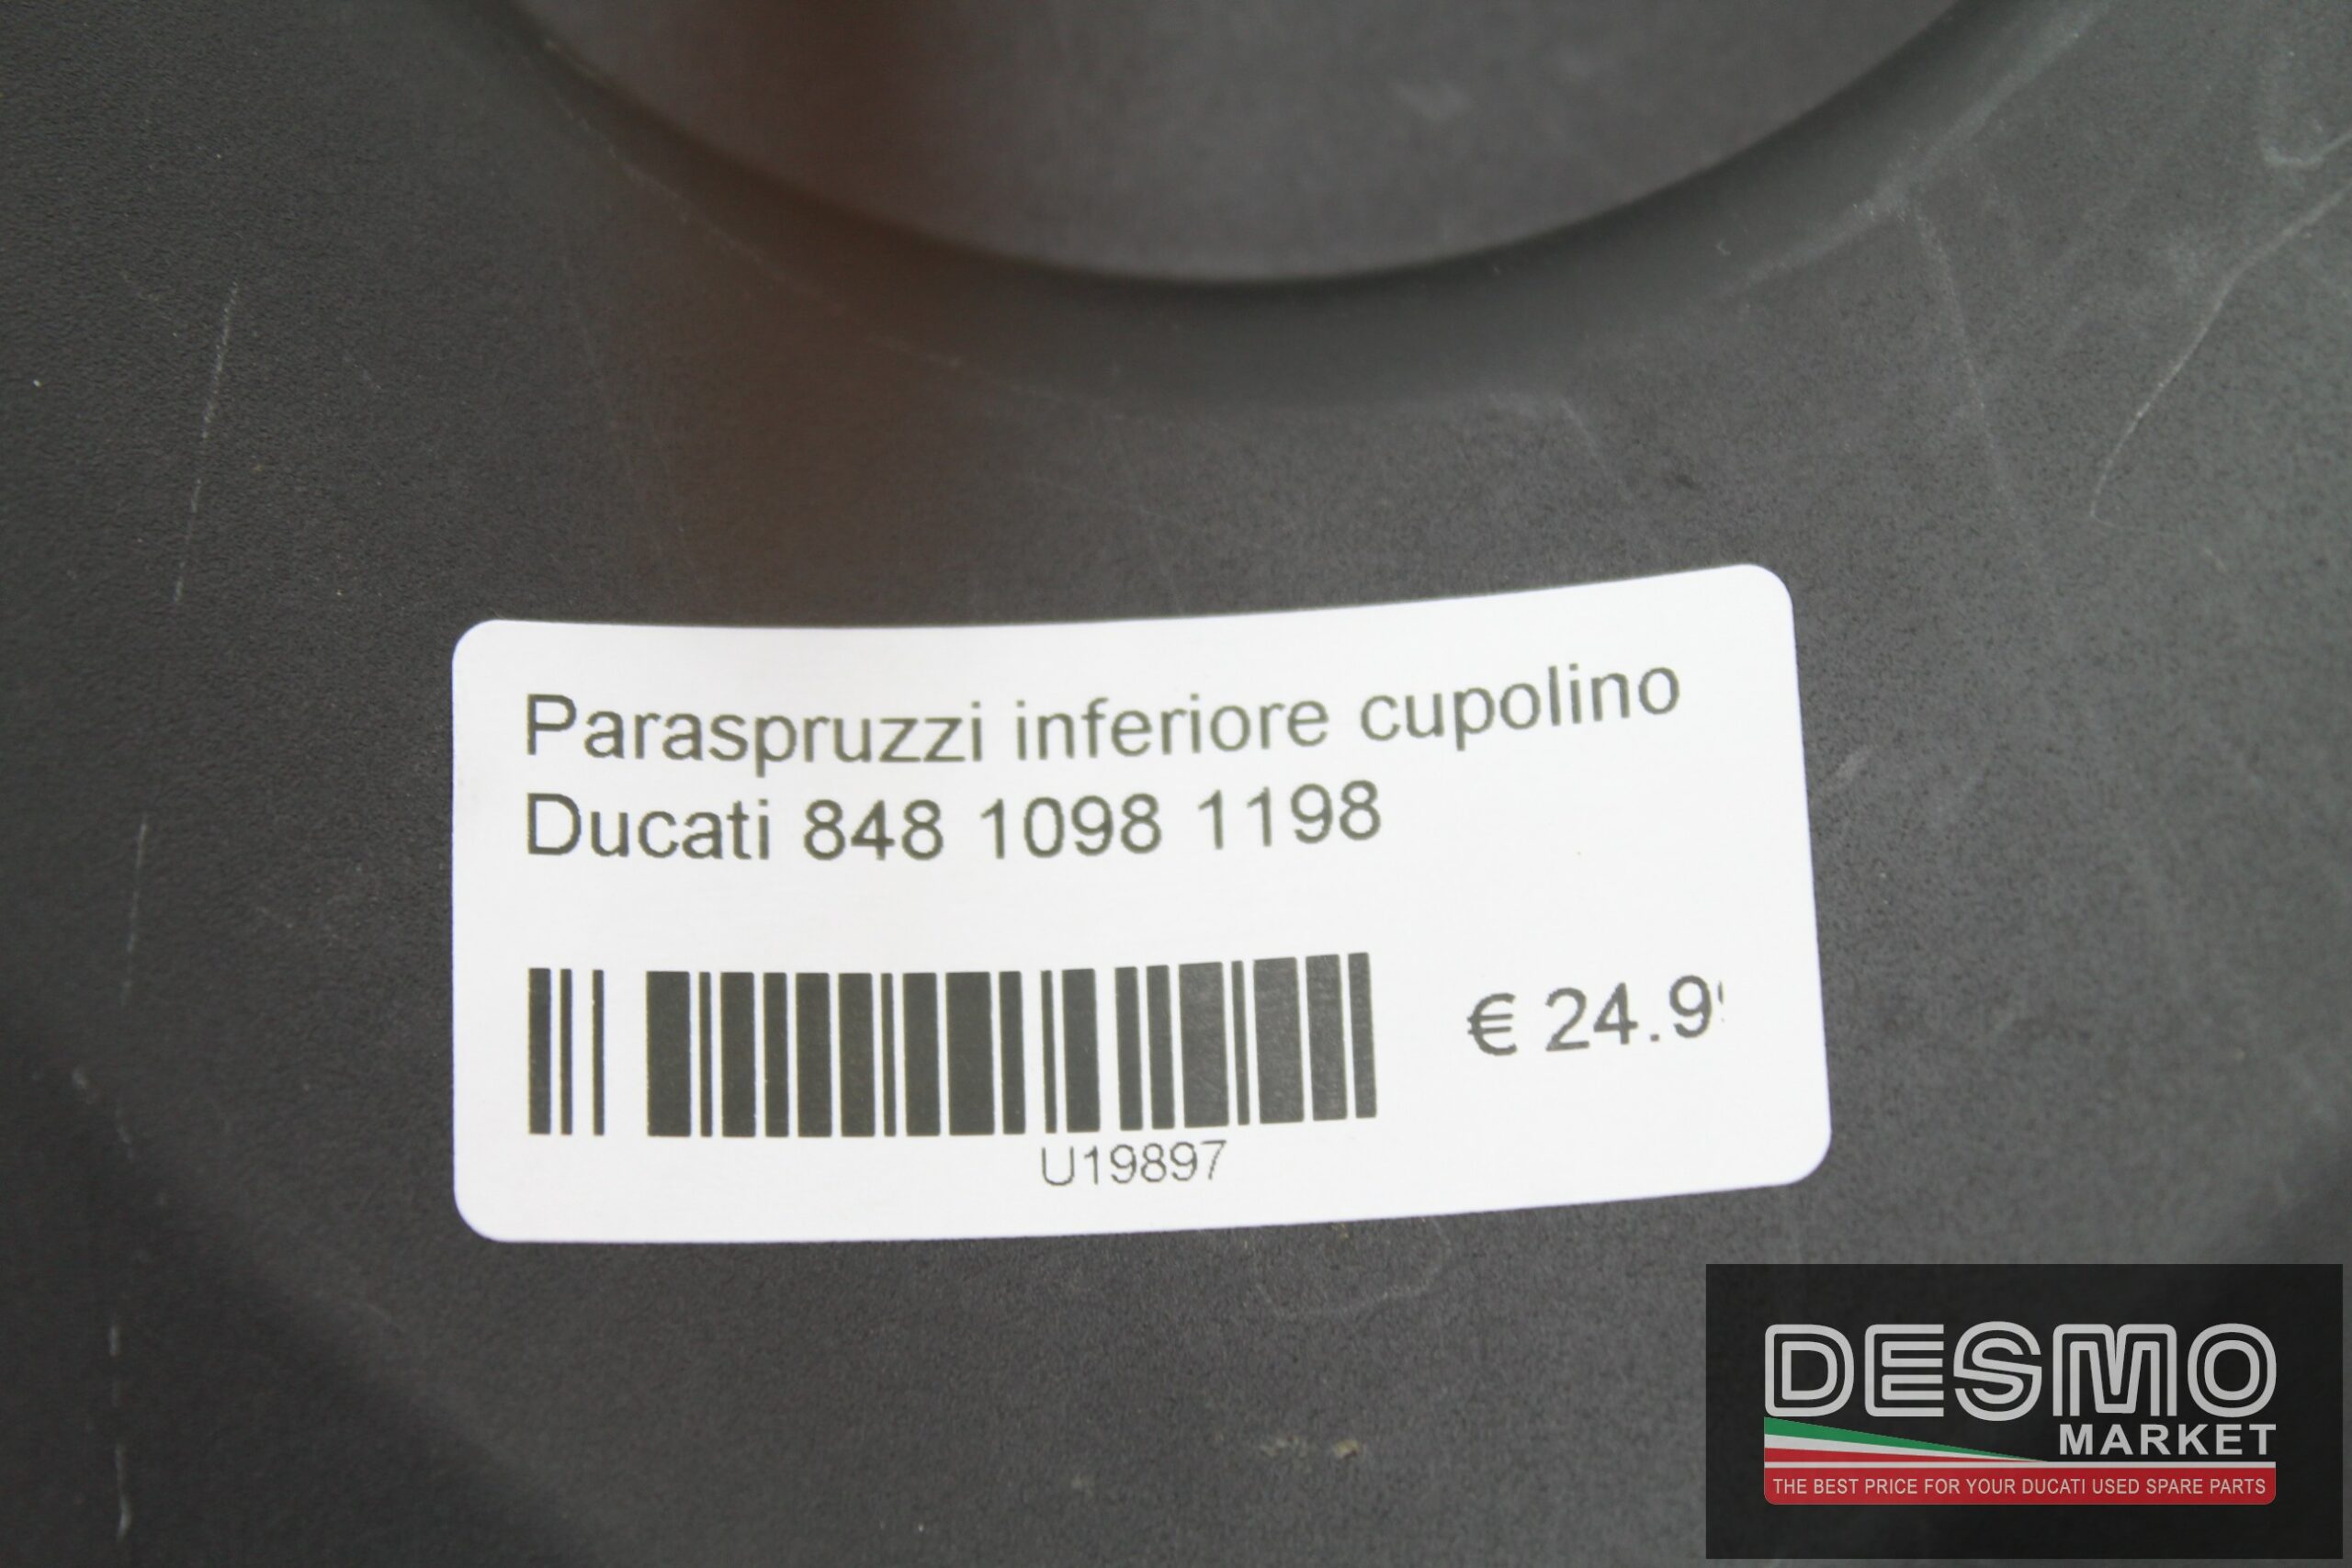 Paraspruzzi inferiore cupolino
Ducati 848 1098 1198
€ 24.9
U19897
DESMO
MARKET
THE BEST PRICE FOR YOUR DUCATI USED SPARE PARTS